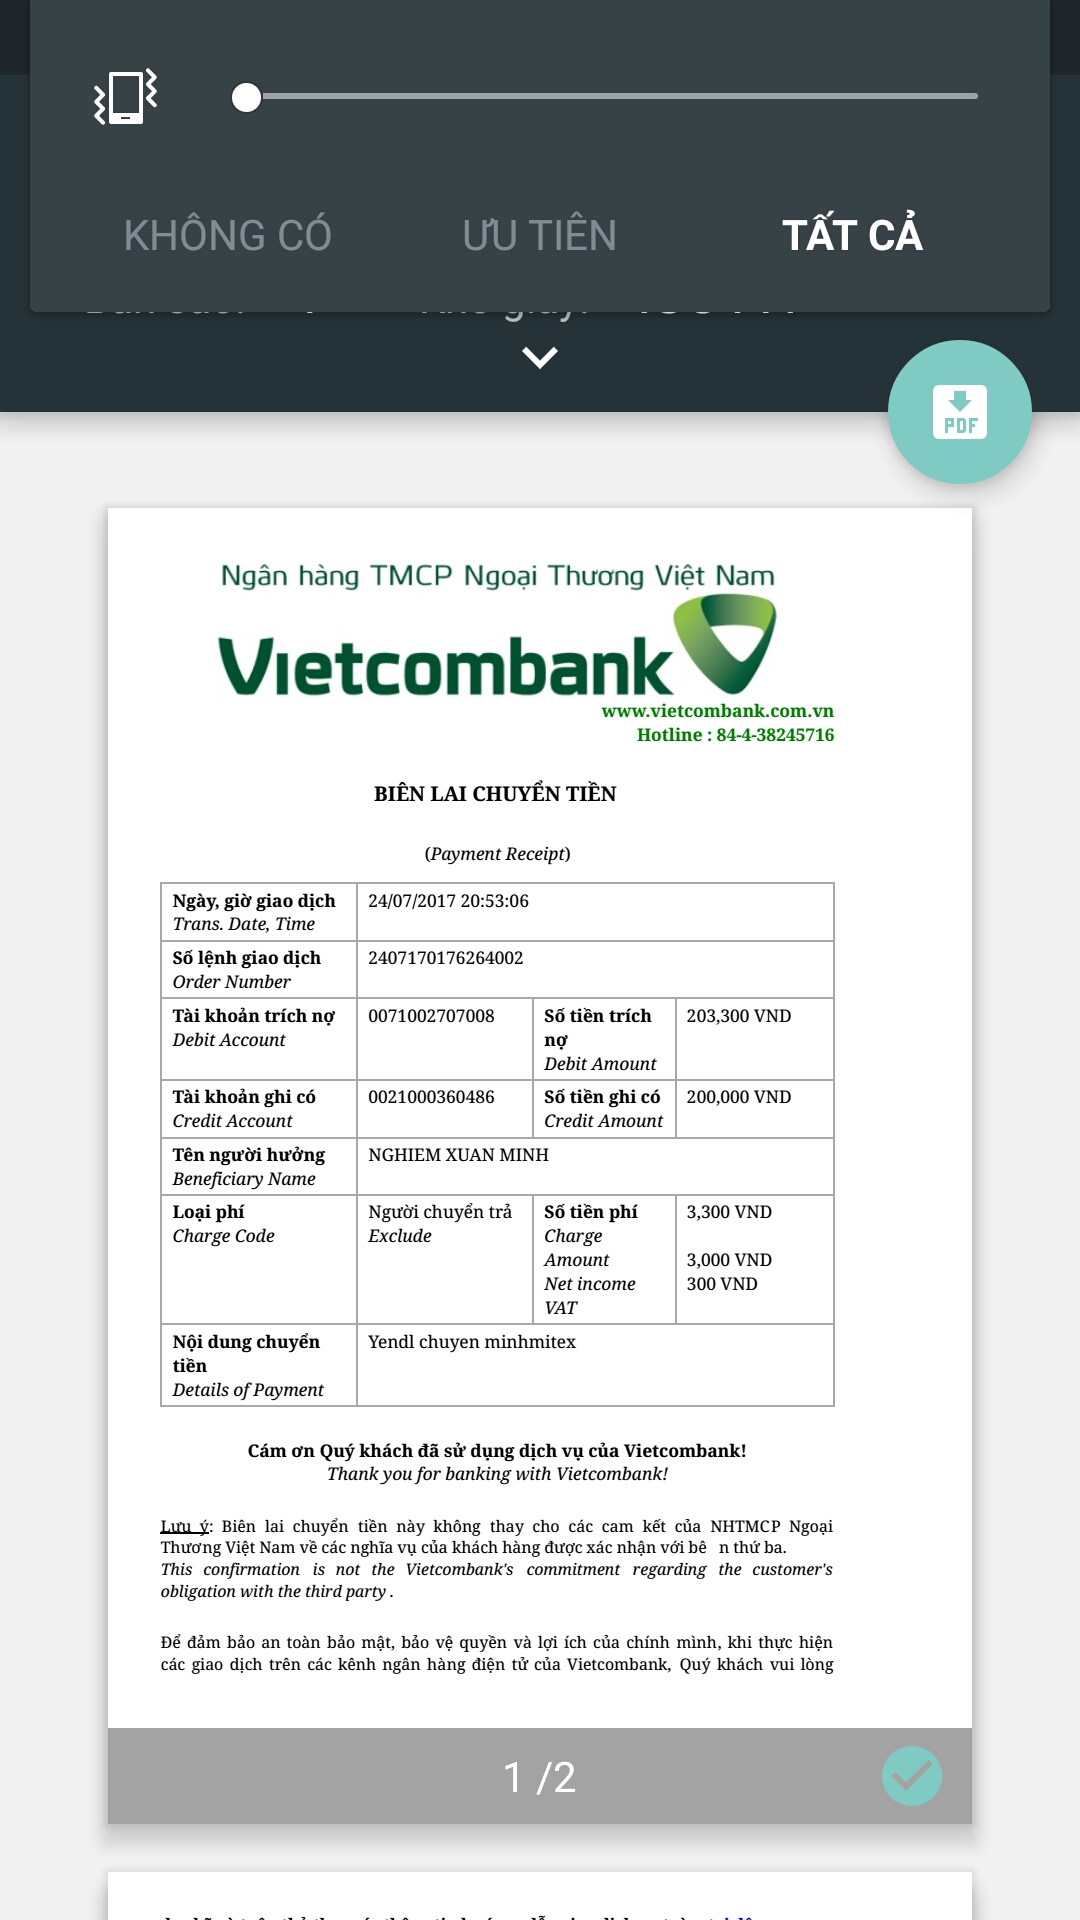 KHÔNG CÓ ƯU TIÊN TẤT CẢ
PDF
Ngân hàng TMCP Ngoại Thương Việt Nam
Vietcombank
www.vietcombank.com.vn
Hotline : 84-4-38245716
BIÊN LAI CHUYỂN TIỀN
(Payment Receipt)
Ngày, giờ giao dịch 24/07/2017 20:53:06
Trans. Date, Time
Số lệnh giao dịch 2407170176264002
Order Number
Tài khoản trích nợ 0071002707008 Số tiền trích 203,300 VND
nợ
Debit Account
Debit Amount
Tài khoản ghi có 0021000360486 Số tiền ghi có 200,000 VND
Credit Account Credit Amount
Tên người hưởng NGHIEM XUAN MINH
Beneficiary Name
Loại phí Người chuyển trả Số tiền phí 3,300 VND
Charge Code Exclude Charge
Amount 3,000 VND
Net income 300 VND
VAT
Nội dung chuyển Yendl chuyen minhmitex
tiền
Details of Payment
Cám ơn Quý khách đã sử dụng dịch vụ của Vietcombank!
Thank you for banking with Vietcombank!
Lưu ý: Biên lai chuyển tiền này không thay cho các cam kết của NHTMCP Ngoại
Thương Việt Nam về các nghĩa vụ của khách hàng được xác nhận với bê n thứ ba.
This confirmation is not the Vietcombank's commitment regarding the customer's
obligation with the third party .
Để đảm bảo an toàn bảo mật, bảo vệ quyền và lợi ích của chính mình, khi thực hiện
các giao dịch trên các kênh ngân hàng điện tử của Vietcombank, Quý khách vui lòng
1 /2